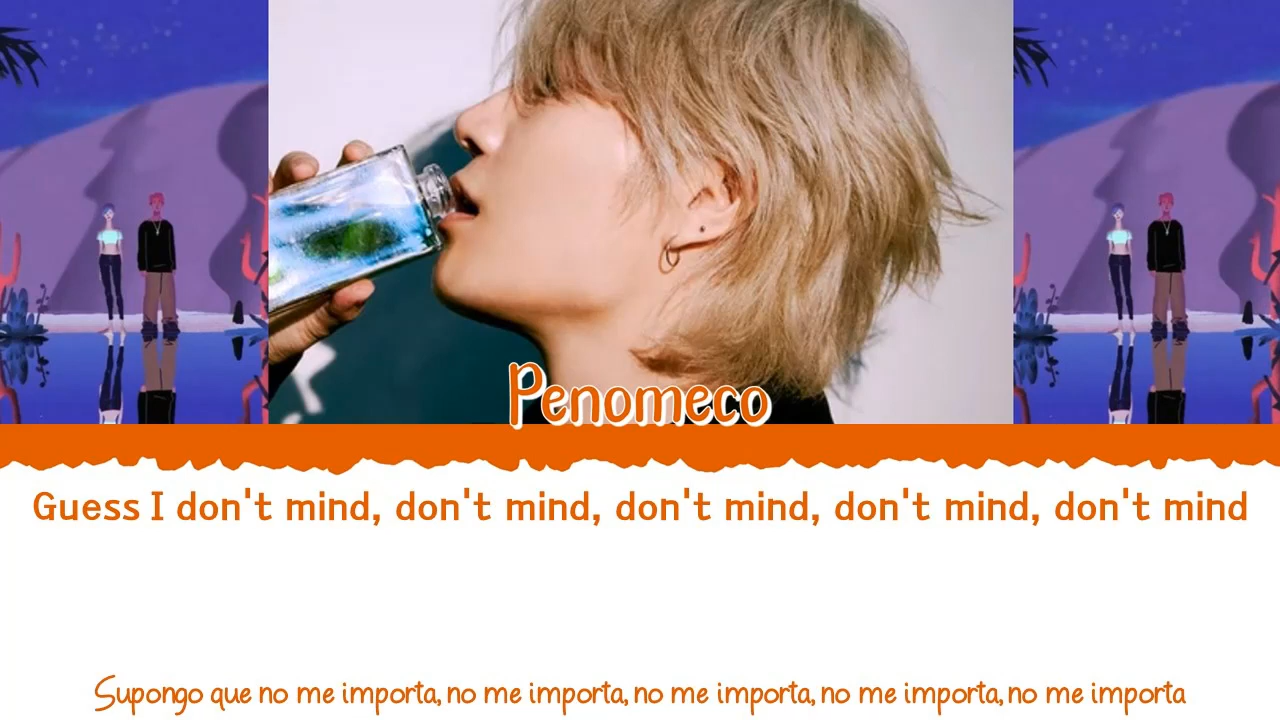 Penomeco
Guess I don't mind, don't mind, don't mind, don't mind, don't mind
Supongo que no me importa, no me importa, no me importa, no me importa, no me importa